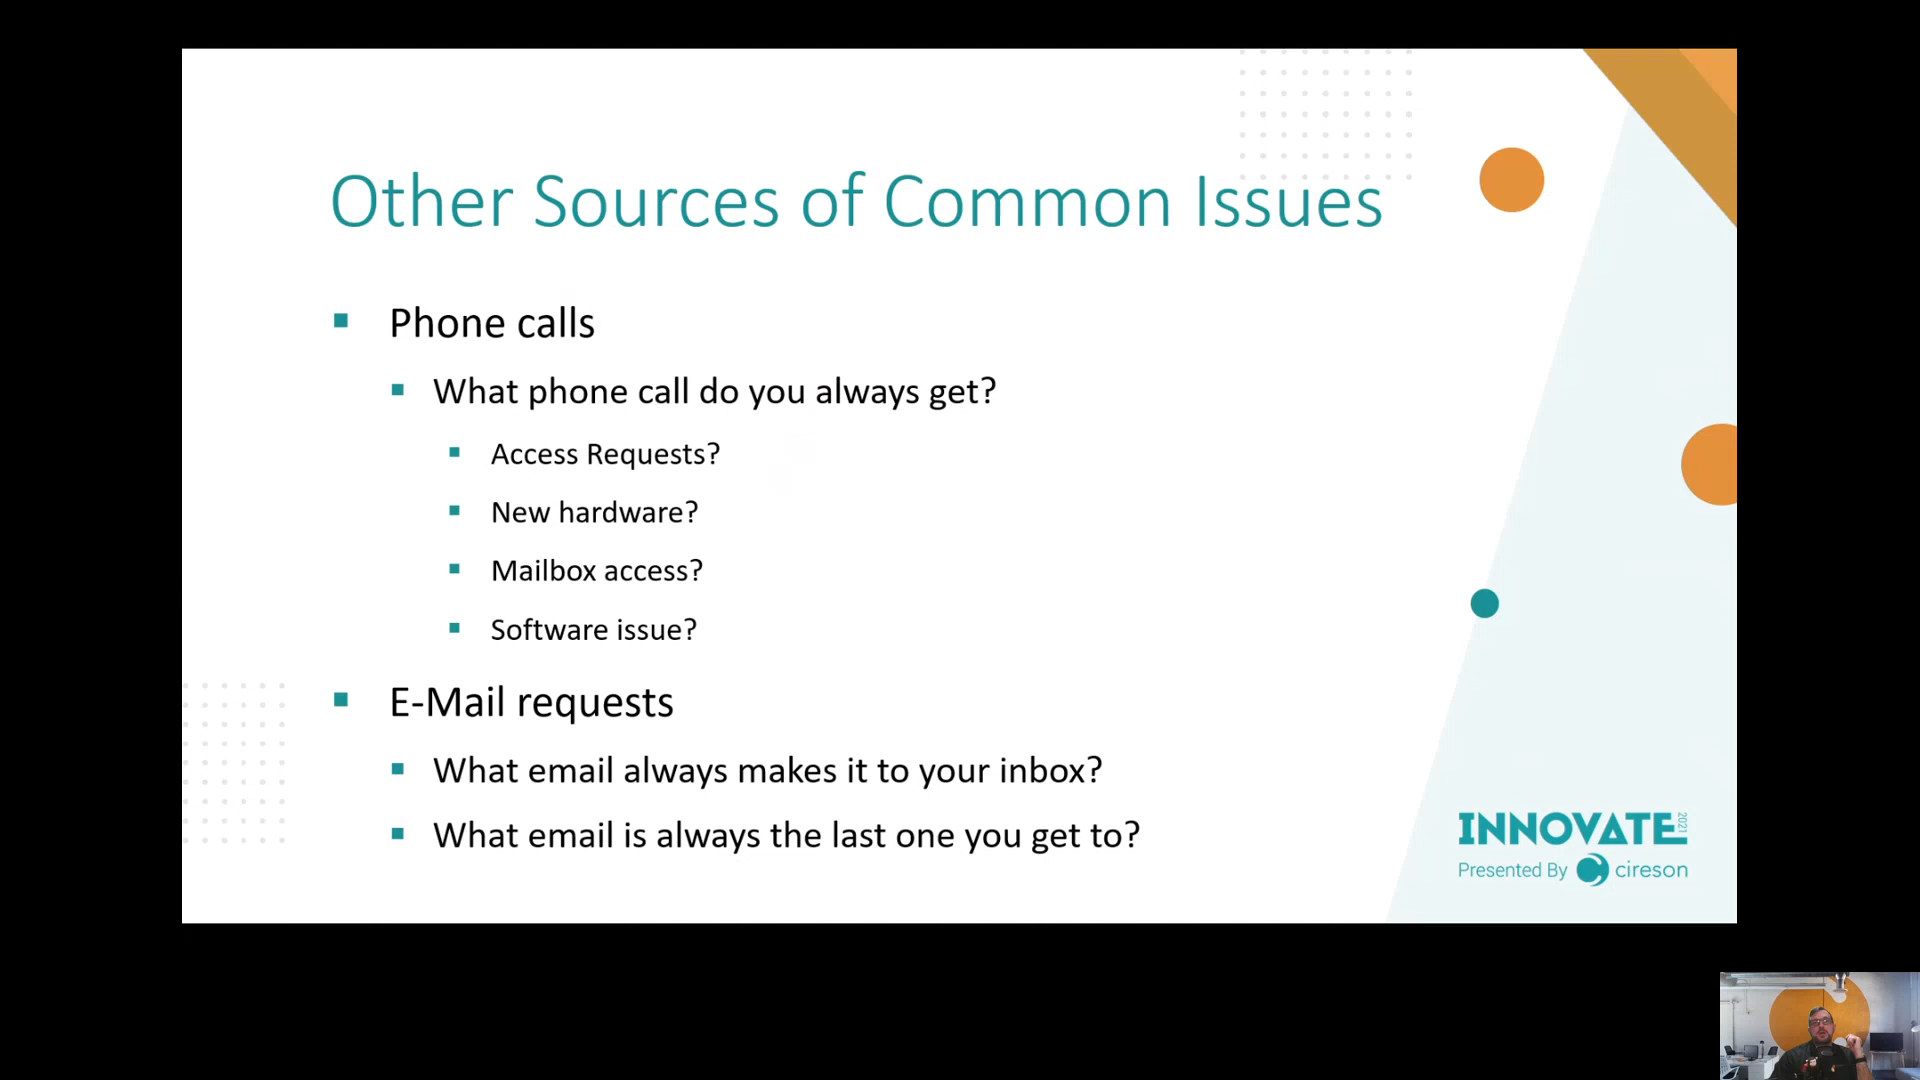 Other Sources of Common Issues
Phone calls
What phone call do you always get?
Access Requests?
New hardware?
Mailbox access?
Software issue?
E-Mail requests
What email always makes it to your inbox?
What email is always the last one you get to?
INNOVATE 2021
Presented By cireson